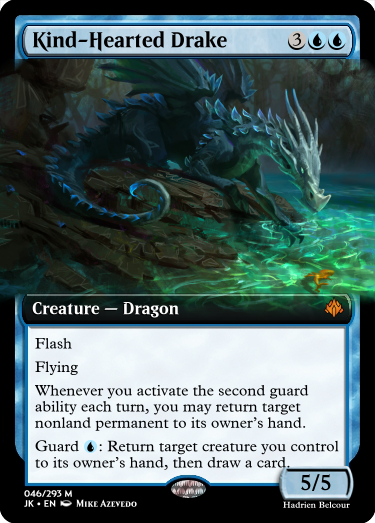 Kind-Hearted Drake 3
Creature — Dragon
Flash
Flying
Whenever you activate the second guard
ability each turn, you may return target
nonland permanent to its owner's hand.
Guard : Return target creature you control
to its owner's hand, then draw a card.
5/5
046/293 M
JK • EN Mike Azevedo
Hadrien Belcour